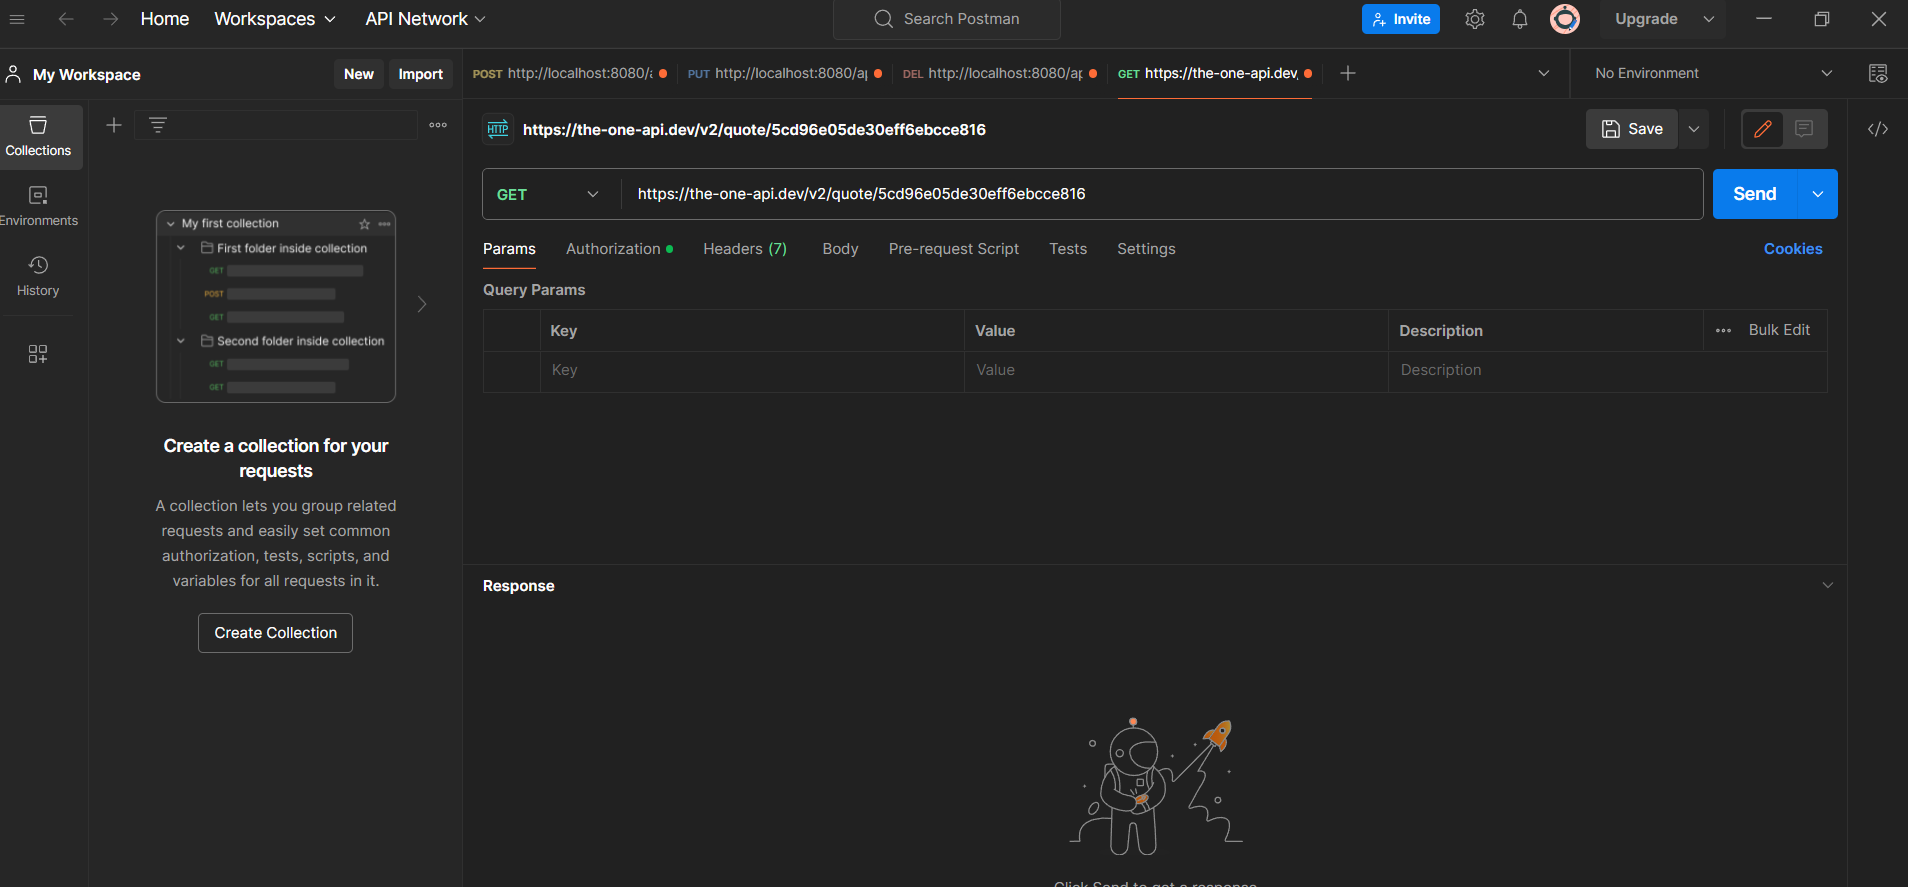 Home Workspaces API Network Search Postman Invite Upgrade
My Workspace New Import
POST http://localhost:8080/a PUT http://localhost:8080/ap DEL http://localhost:8080/ap GET https://the-one-api.dev, No Environment
Collections
Environments
History
My first collection
First folder inside collection
GET
POST
GET
Second folder inside collection
GET
GET
Create a collection for your
requests
A collection lets you group related
requests and easily set common
authorization, tests, scripts, and
variables for all requests in it.
Create Collection
HTTP https://the-one-api.dev/v2/quote/5cd96e05de30eff6ebcce816 Save
GET https://the-one-api.dev/v2/quote/5cd96e05de30eff6ebcce816 Send
Params Authorization Headers (7) Body Pre-request Script Tests Settings Cookies
Query Params
Key Value Description Bulk Edit
Key Value Description
Response
Click Send to get a response